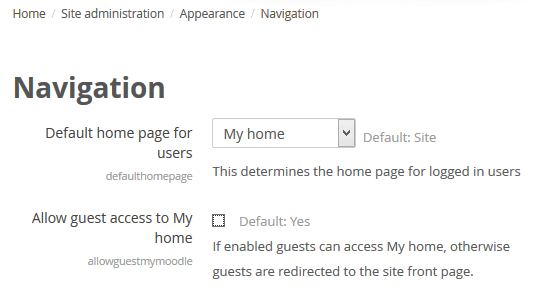 Home / Site administration / Appearance / Navigation
Navigation
Default home page for
users
defaulthomepage
My home
Default: Site
This determines the home page for logged in users
Allow guest access to My
home
allowguestmymoodle
Default: Yes
If enabled guests can access My home, otherwise
guests are redirected to the site front page.